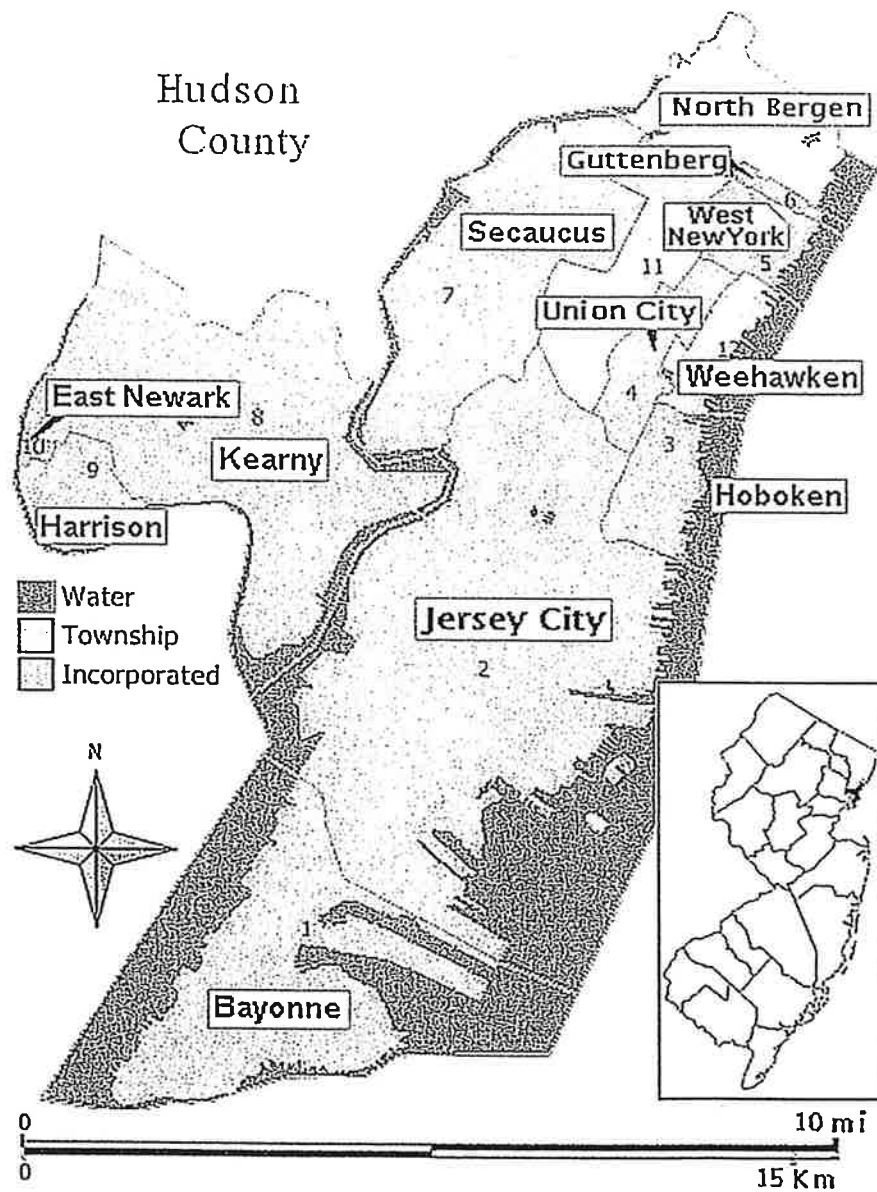 Hudson
County
North Bergen
Guttenberg
6
West
NewYork
Secaucus
11
5
7
Union City
12
Weehawken
East Newark
4
8
10
3
9
Kearny
Hoboken
Harrison
Water
Township
Incorporated
Jersey City
2
N
1
Bayonne
0
10 mi
0
15 Km